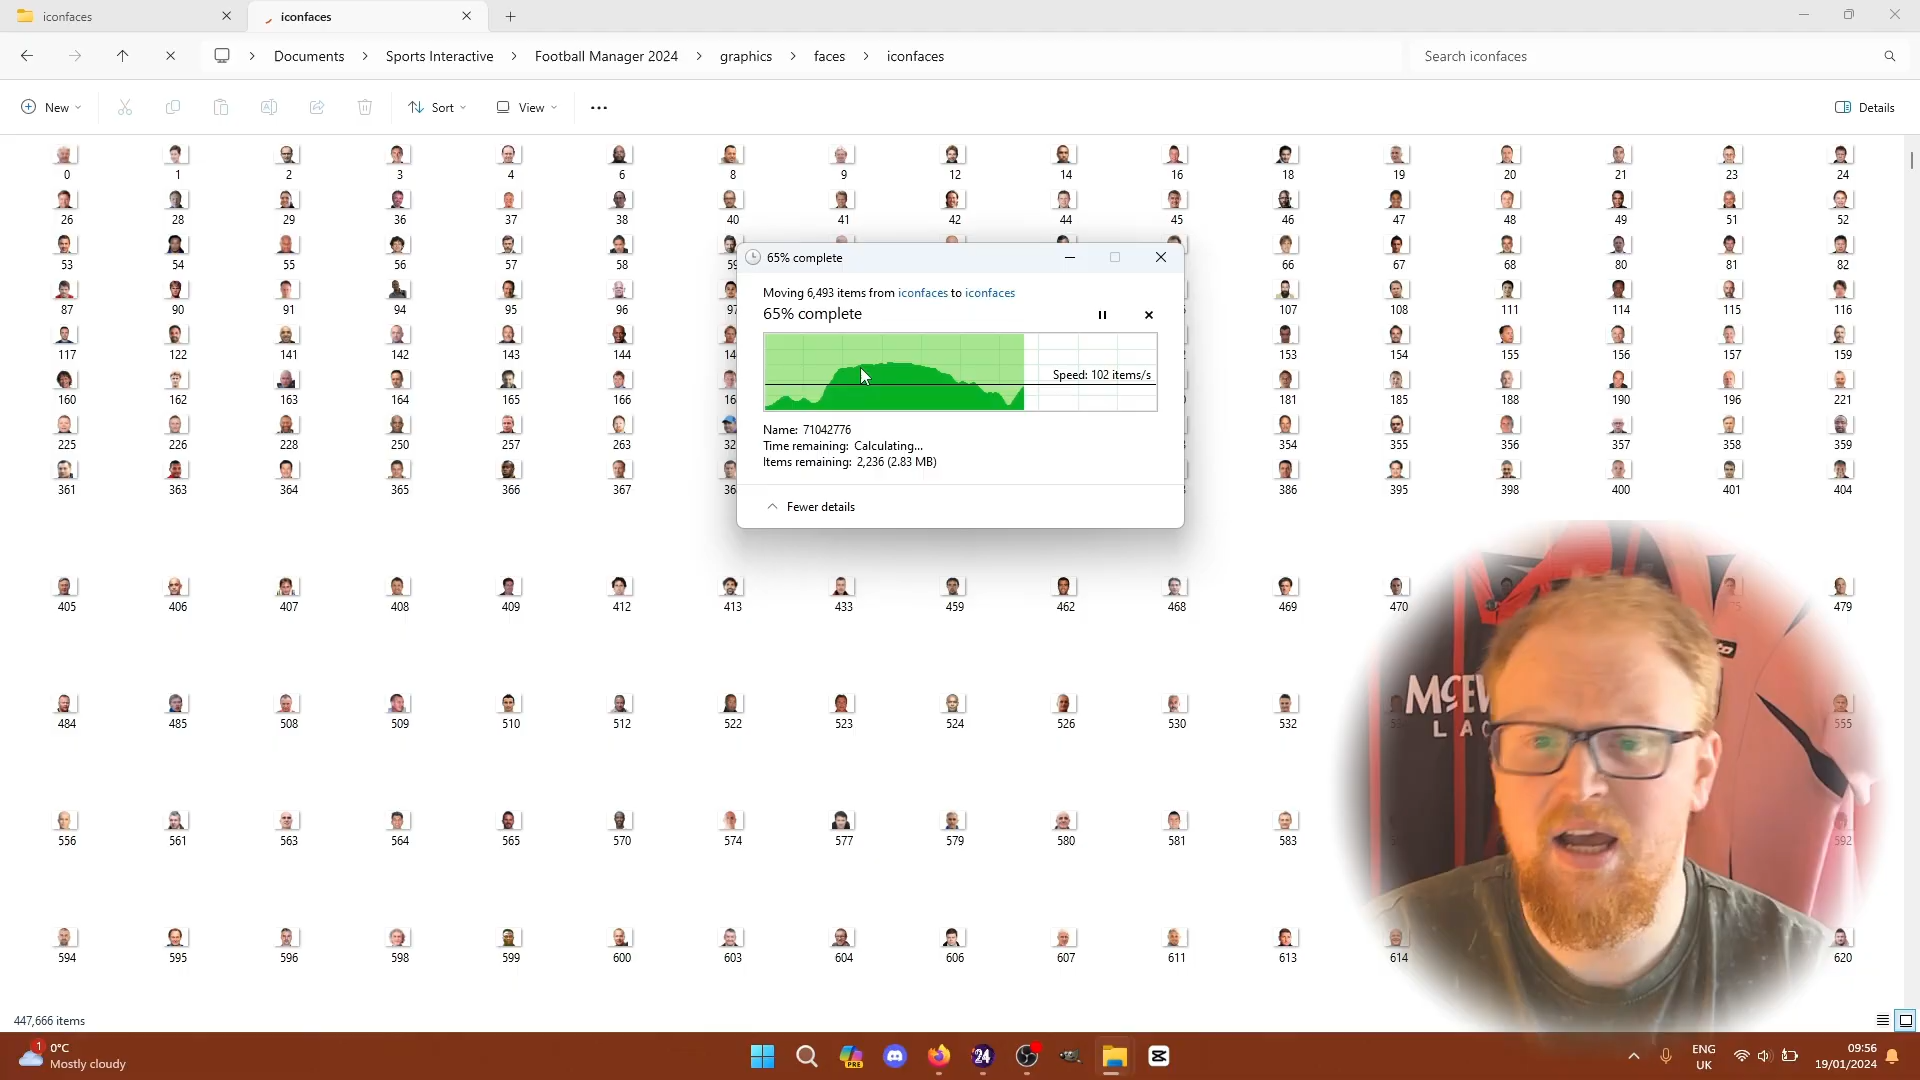 iconfaces
iconfaces
Documents > Sports Interactive > Football Manager 2024 > graphics > faces > iconfaces
Search iconfaces
New
Sort
View
Details
0 1 2 3 4 6 8 9 12 14 16 18 19 20 21 23 24
26 28 29 36 37 38 40 41 42 44 45 46 47 48 49 51 52
53 54 55 56 57 58 59 66 67 68 80 81 82
87 90 91 94 95 96 97 107 108 111 114 115 116
117 122 141 142 143 144 153 154 155 156 157 159
160 162 163 164 165 166 181 185 188 190 196 221
225 226 228 250 257 263 354 355 356 357 358 359
361 363 364 365 366 367 386 395 398 400 401 404
65% complete
Moving 6,493 items from iconfaces to iconfaces
65% complete
Speed: 102 items/s
Name: 71042776
Time remaining: Calculating...
Items remaining: 2,236 (2.83 MB)
Fewer details
405 406 407 408 409 412 413 433 459 462 468 469 470 479
484 485 508 509 510 512 522 523 524 526 530 532 555
556 561 563 564 565 570 574 577 579 580 581 583 592
594 595 596 598 599 600 603 604 606 607 611 613 614 620
447,666 items
1
0°C
Mostly cloudy
PRE
24
ENG
UK
09:56
19/01/2024